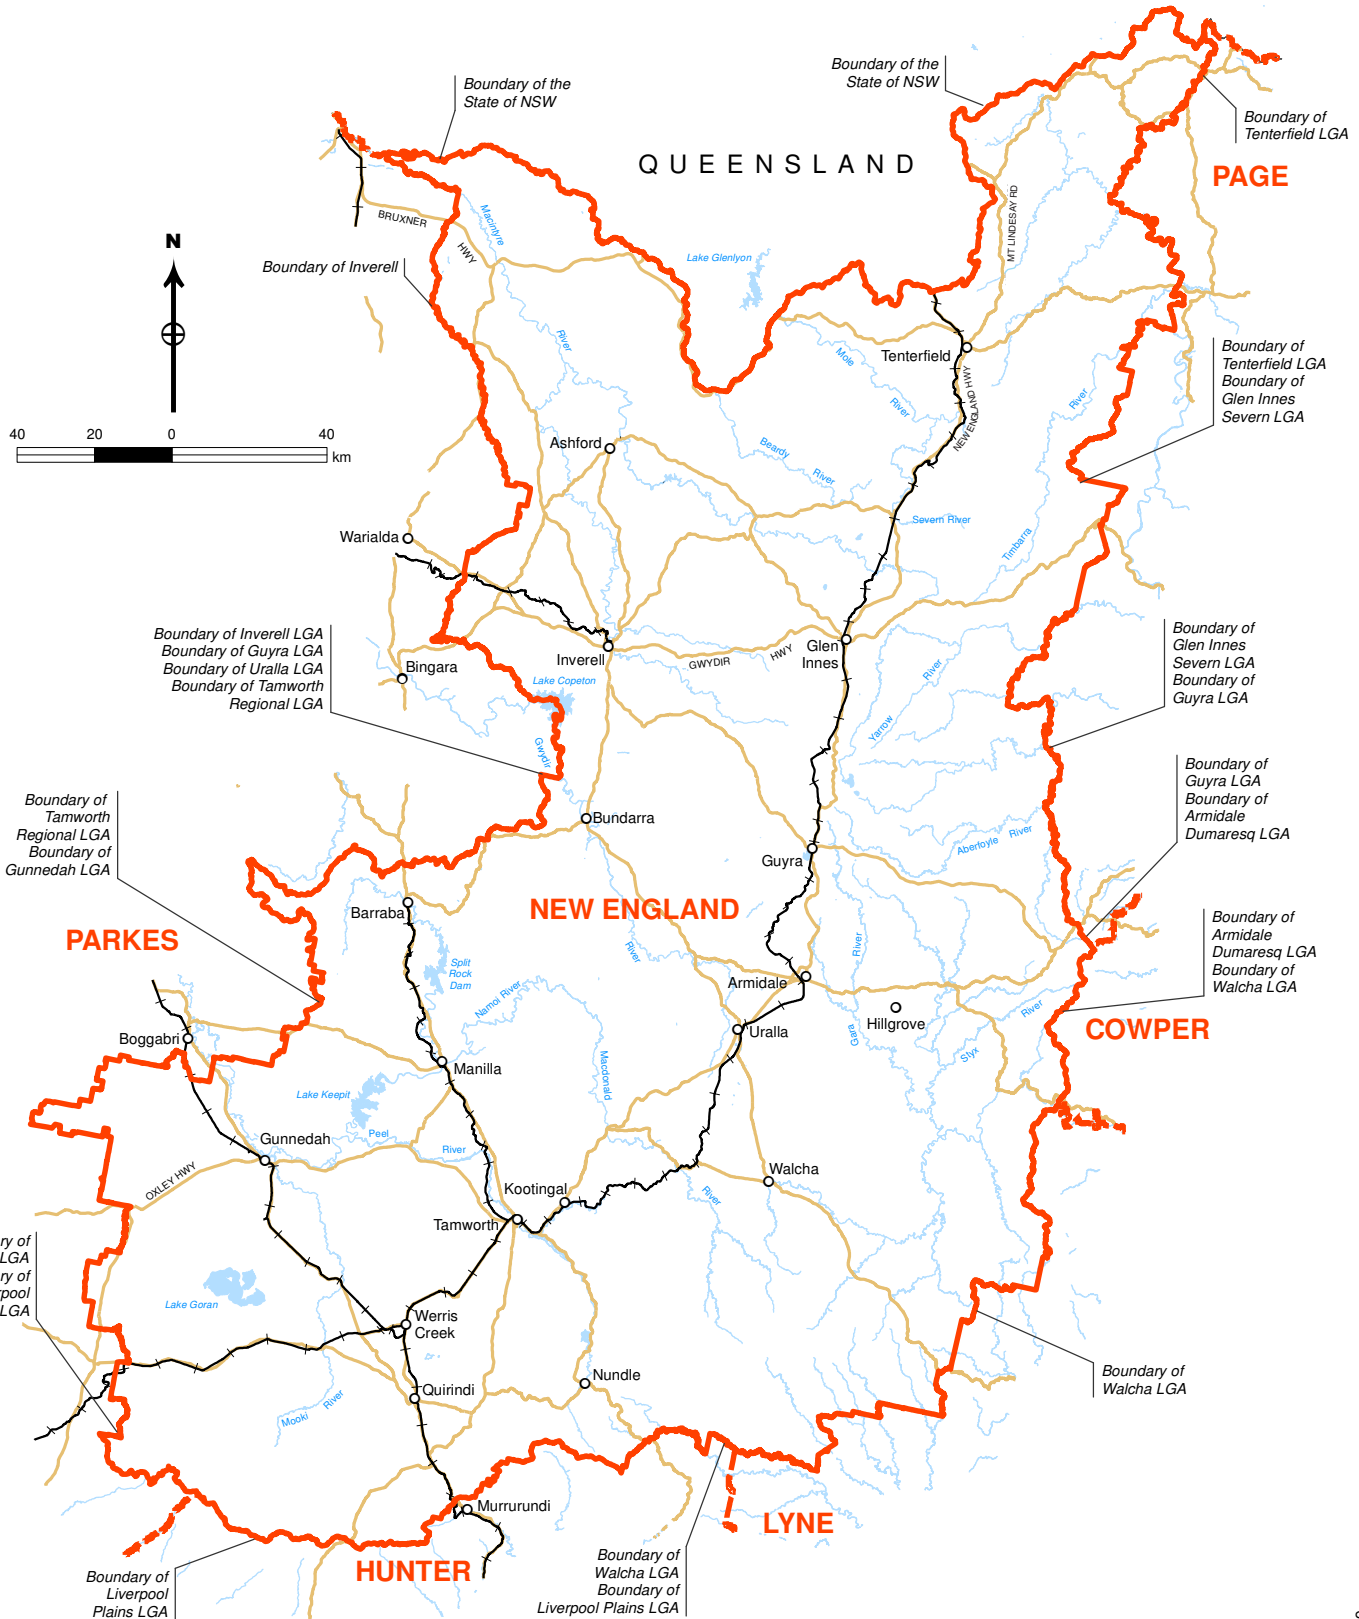 Boundary of the
State of NSW
Boundary of the
State of NSW
Boundary of
Tenterfield LGA
QUEENSLAND
PAGE
BRUXNER
HWY
Macintyre
River
MT LINDESAY RD
N
Boundary of Inverell
Lake Glenlyon
Tenterfield
Mole
River
NEW ENGLAND HWY
Boundary of
Tenterfield LGA
Boundary of
Glen Innes
Severn LGA
River
40 20 0 40
km
Ashford
Beardy
River
Severn River
Timbarra
Warialda
Boundary of Inverell LGA
Boundary of Guyra LGA
Boundary of Uralla LGA
Boundary of Tamworth
Regional LGA
Bingara
Inverell
GWYDIR
HWY
Glen
Innes
Lake Copeton
Gwydir
River
Yarrow
Boundary of
Glen Innes
Severn LGA
Boundary of
Guyra LGA
Boundary of
Guyra LGA
Boundary of
Armidale
Dumaresq LGA
Boundary of
Tamworth
Regional LGA
Boundary of
Gunnedah LGA
Bundarra
Guyra
Aberfoyle River
Barraba
NEW ENGLAND
PARKES
River
River
Split
Rock
Dam
Namoi River
Armidale
Boundary of
Armidale
Dumaresq LGA
Boundary of
Walcha LGA
River
Hillgrove
COWPER
Boggabri
Uralla
Gara
Styx
Manilla
Macdonald
Lake Keepit
Peel
River
Gunnedah
OXLEY HWY
Kootingal
Walcha
River
Tamworth
ry of
LGA
ry of
rpool
LGA
Lake Goran
Werris
Creek
Quirindi
Nundle
Mooki
River
Boundary of
Walcha LGA
Murrurundi
LYNE
HUNTER
Boundary of
Liverpool
Plains LGA
Boundary of
Walcha LGA
Boundary of
Liverpool Plains LGA